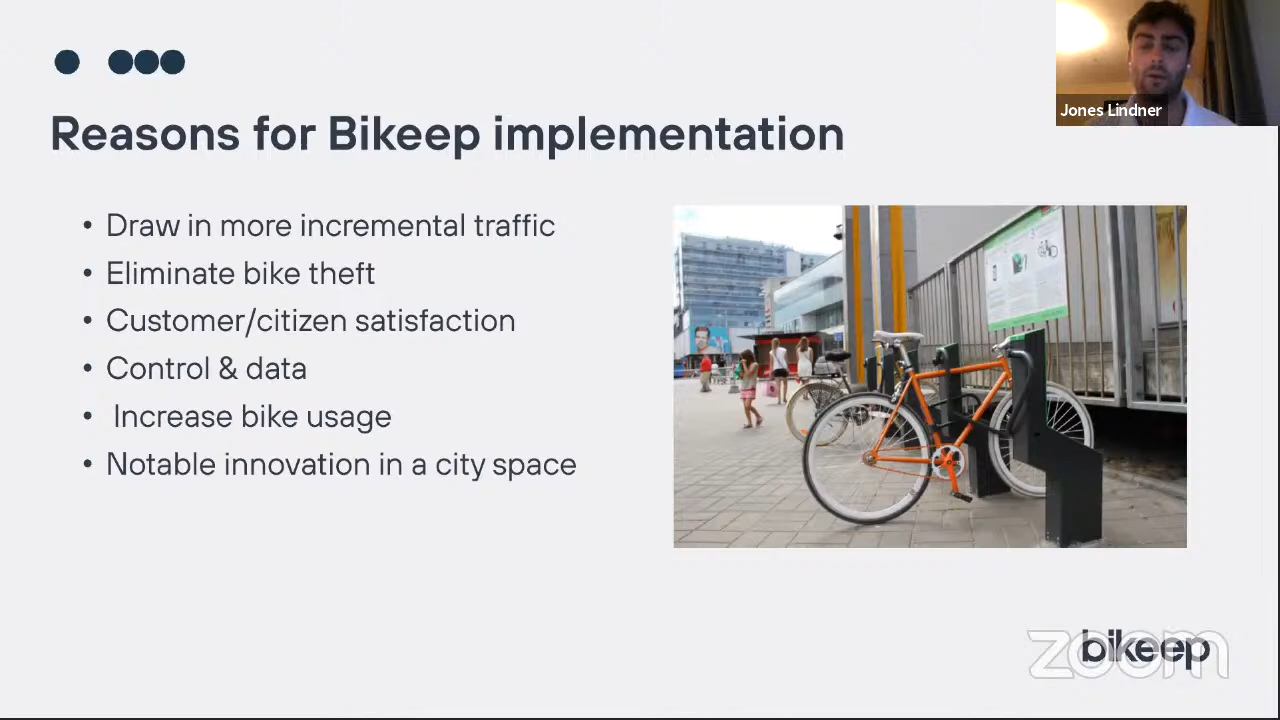 Jones Lindner
Reasons for Bikeep implementation
• Draw in more incremental traffic
• Eliminate bike theft
• Customer/citizen satisfaction
• Control & data
• Increase bike usage
• Notable innovation in a city space
bikeep
zoom